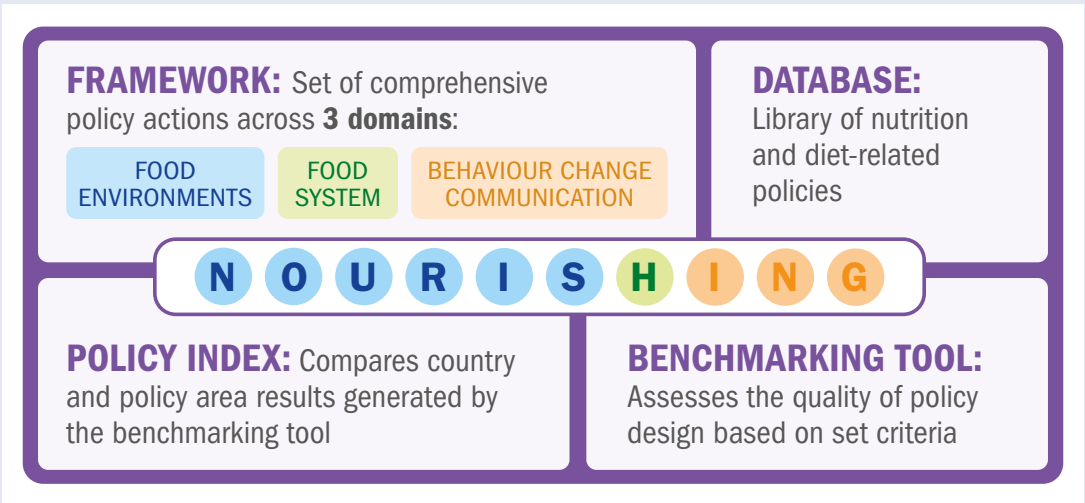 FRAMEWORK: Set of comprehensive
policy actions across 3 domains:
FOOD
ENVIRONMENTS
FOOD
SYSTEM
BEHAVIOUR CHANGE
COMMUNICATION
DATABASE:
Library of nutrition
and diet-related
policies
N O U R I S H I N G
POLICY INDEX: Compares country
and policy area results generated by
the benchmarking tool
BENCHMARKING TOOL:
Assesses the quality of policy
design based on set criteria